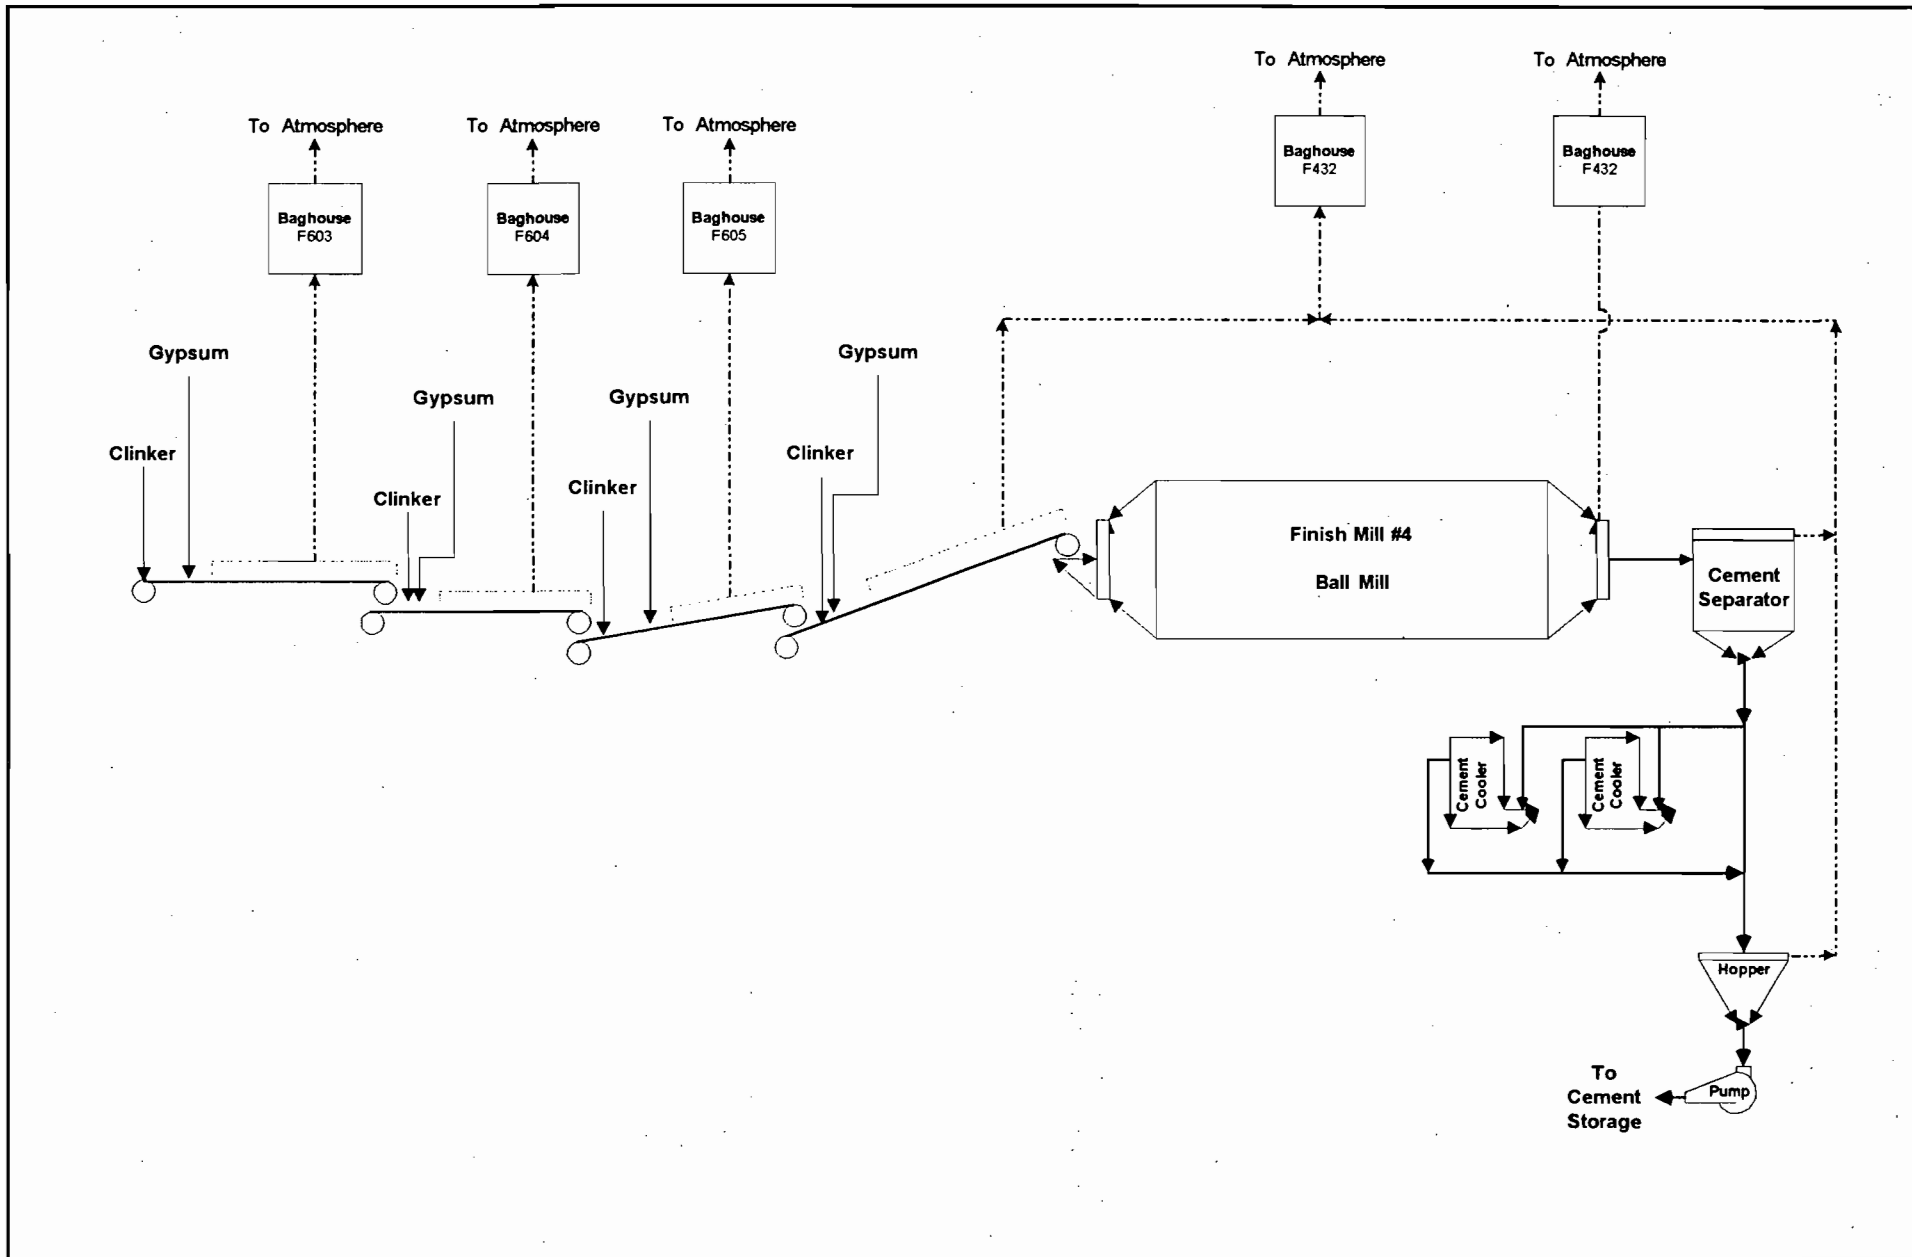 To Atmosphere
To Atmosphere
To Atmosphere
To Atmosphere
To Atmosphere
Baghouse
F432
Baghouse
F432
Baghouse
F603
Baghouse
F604
Baghouse
F605
Gypsum
Gypsum
Gypsum
Gypsum
Clinker
Clinker
Clinker
Clinker
Finish Mill #4
Ball Mill
Cement
Separator
Cement
Cooler
Cement
Cooler
Hopper
Pump
To
Cement
Storage